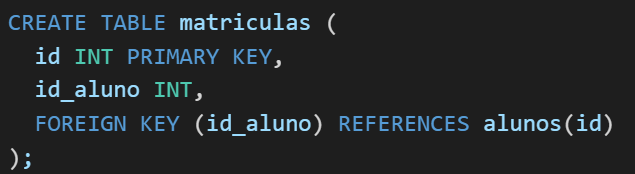 CREATE TABLE matriculas (
  id INT PRIMARY KEY,
  id_aluno INT,
  FOREIGN KEY (id_aluno) REFERENCES alunos(id)
);